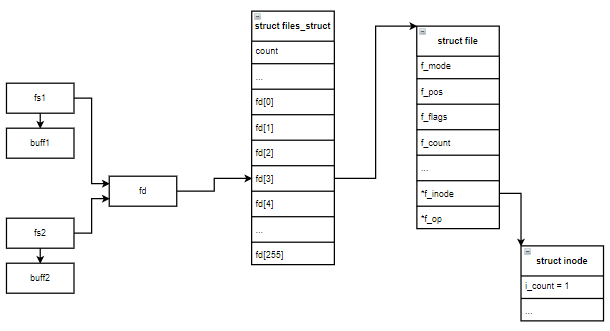 fs1
buff1
fs2
buff2
fd
struct files_struct
count
...
fd[0]
fd[1]
fd[2]
fd[3]
fd[4]
...
fd[255]
struct file
f_mode
f_pos
f_flags
f_count
...
*f_inode
*f_op
struct inode
i_count = 1
...